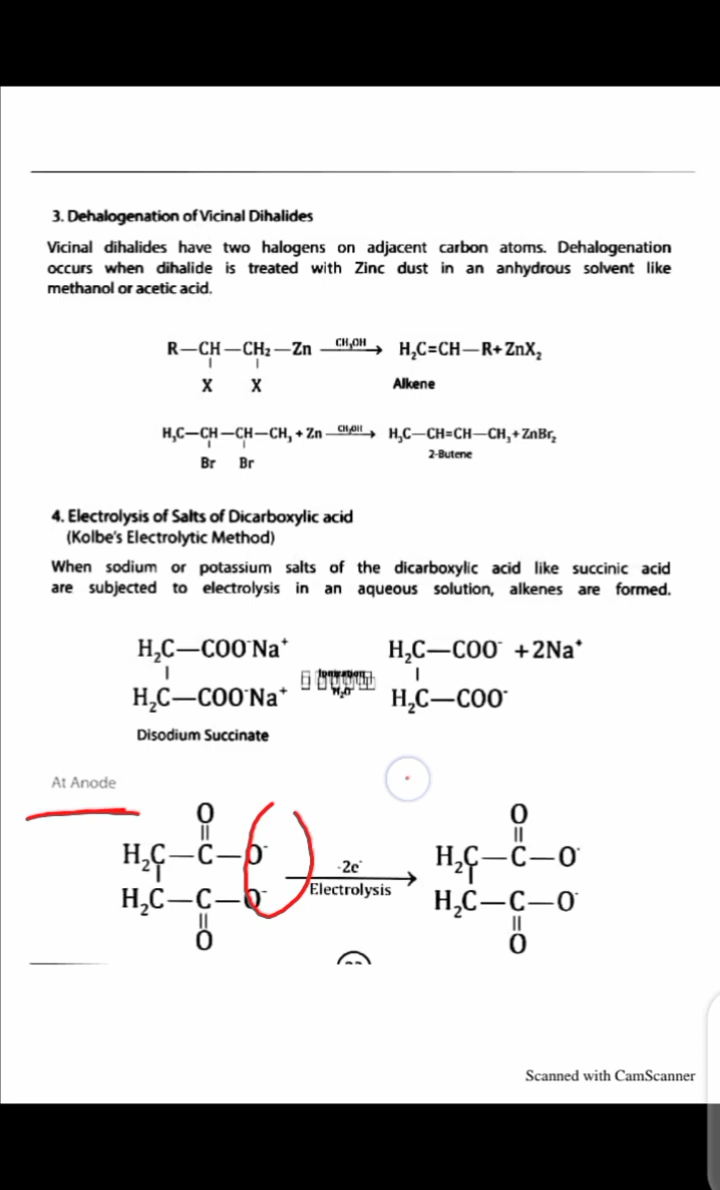 3. Dehalogenation of Vicinal Dihalides
Vicinal dihalides have two halogens on adjacent carbon atoms. Dehalogenation
occurs when dihalide is treated with Zinc dust in an anhydrous solvent like
methanol or acetic acid.
R—CH—CH₂—Zn —CH₃OH→ H₂C=CH—R+ZnX₂
X X Alkene
H₃C—CH—CH—CH₃ + Zn —CH₃OH→ H₃C—CH=CH—CH₃+ZnBr₂
Br Br 2-Butene
4. Electrolysis of Salts of Dicarboxylic acid
(Kolbe's Electrolytic Method)
When sodium or potassium salts of the dicarboxylic acid like succinic acid
are subjected to electrolysis in an aqueous solution, alkenes are formed.
H₂C—COO⁻Na⁺ H₂C—COO⁻ +2Na⁺
Ionization
H₂O
H₂C—COO⁻Na⁺ H₂C—COO⁻
Disodium Succinate
At Anode
O O
H₂C—C—O⁻ -2e⁻ H₂C—C—O·
Electrolysis
H₂C—C—O⁻ H₂C—C—O·
O O
Scanned with CamScanner